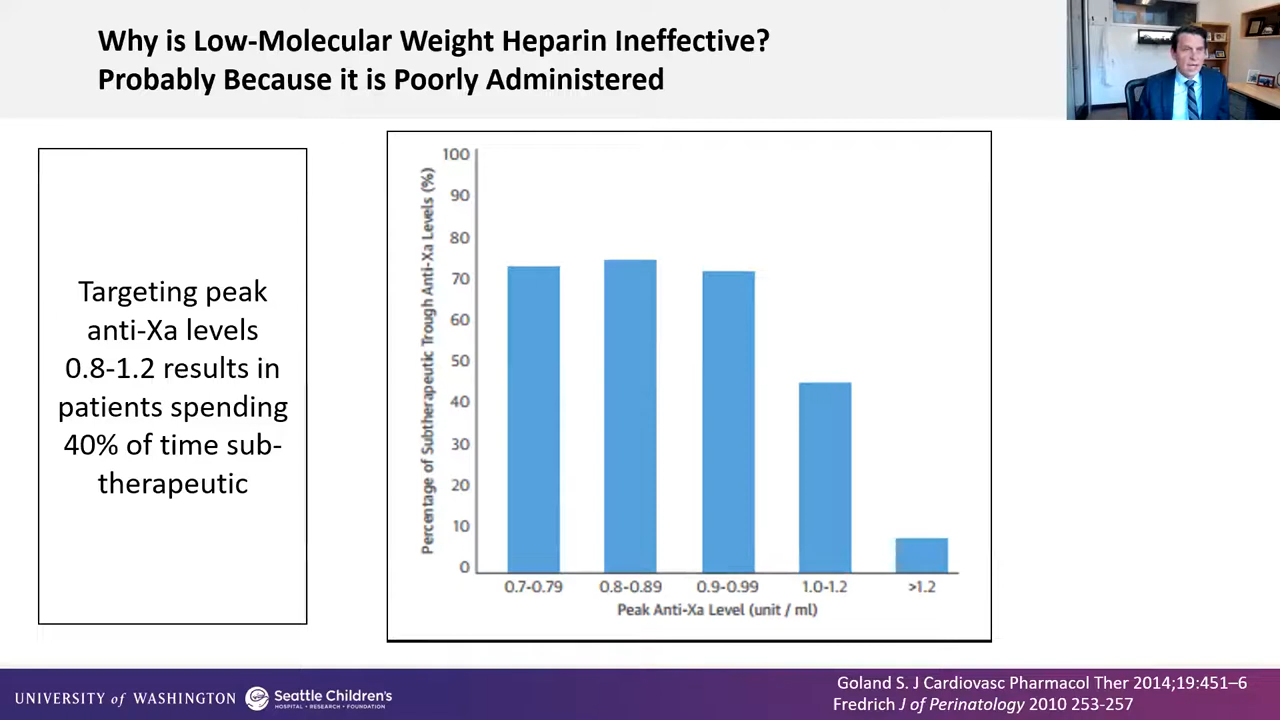 Why is Low-Molecular Weight Heparin Ineffective?
Probably Because it is Poorly Administered
Targeting peak
anti-Xa levels
0.8-1.2 results in
patients spending
40% of time sub-
therapeutic
Percentage of Subtherapeutic Trough Anti-Xa Levels (%)
100
90
80
70
60
50
40
30
20
10
0
0.7-0.79 0.8-0.89 0.9-0.99 1.0-1.2 >1.2
Peak Anti-Xa Level (unit / ml)
UNIVERSITY of WASHINGTON
Seattle Children's
HOSPITAL • RESEARCH • FOUNDATION
Goland S. J Cardiovasc Pharmacol Ther 2014;19:451–6
Fredrich J of Perinatology 2010 253-257